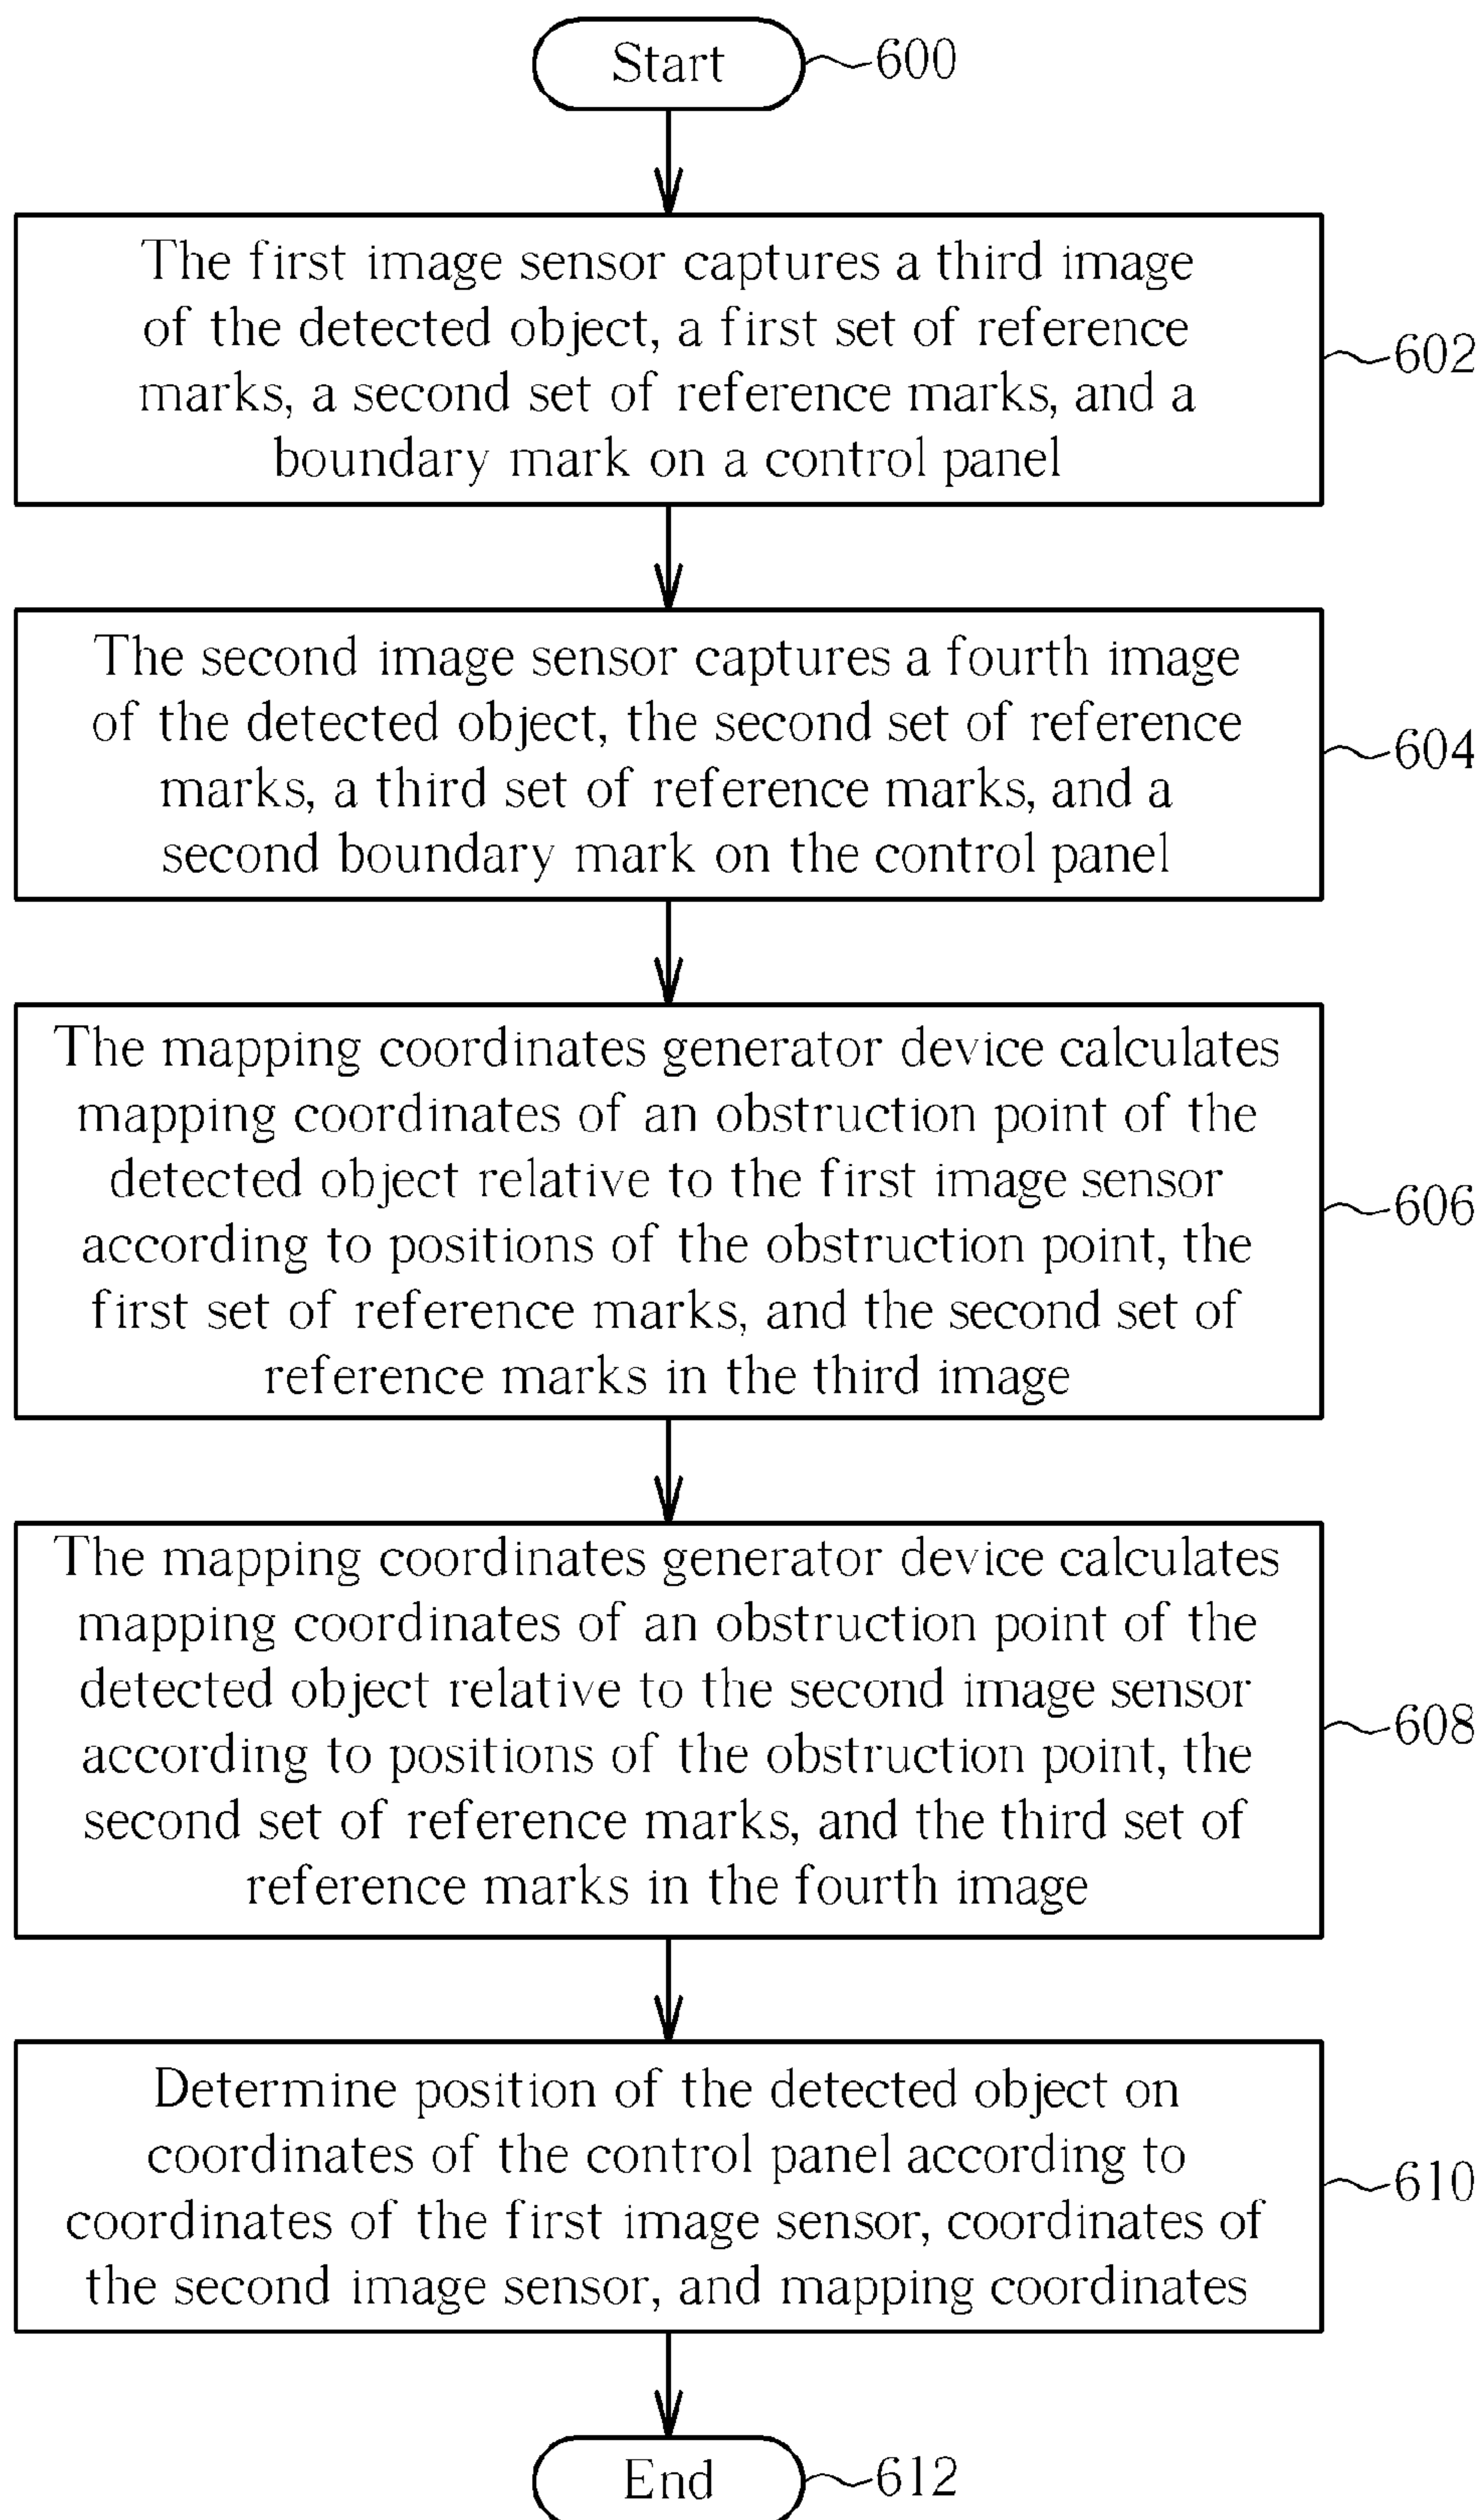 Start
600
The first image sensor captures a third image
of the detected object, a first set of reference
marks, a second set of reference marks, and a
boundary mark on a control panel
602
The second image sensor captures a fourth image
of the detected object, the second set of reference
marks, a third set of reference marks, and a
second boundary mark on the control panel
604
The mapping coordinates generator device calculates
mapping coordinates of an obstruction point of the
detected object relative to the first image sensor
according to positions of the obstruction point, the
first set of reference marks, and the second set of
reference marks in the third image
606
The mapping coordinates generator device calculates
mapping coordinates of an obstruction point of the
detected object relative to the second image sensor
according to positions of the obstruction point, the
second set of reference marks, and the third set of
reference marks in the fourth image
608
Determine position of the detected object on
coordinates of the control panel according to
coordinates of the first image sensor, coordinates of
the second image sensor, and mapping coordinates
610
End
612